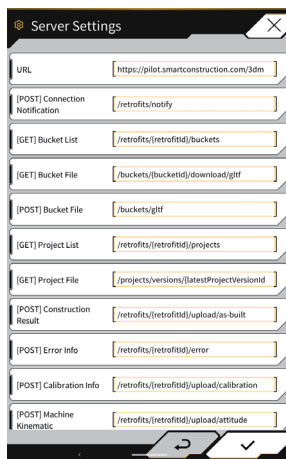 Server Settings
URL
https://pilot.smartconstruction.com/3dm
[POST] Connection
Notification
/retrofits/notify
[GET] Bucket List
/retrofits/{retrofitId}/buckets
[GET] Bucket File
/buckets/{bucketId}/download/gltf
[POST] Bucket File
/buckets/gltf
[GET] Project List
/retrofits/{retrofitId}/projects
[GET] Project File
/projects/versions/{latestProjectVersionId
[POST] Construction
Result
/retrofits/{retrofitId}/upload/as-built
[POST] Error Info
/retrofits/{retrofitId}/error
[POST] Calibration Info
/retrofits/{retrofitId}/upload/calibration
[POST] Machine
Kinematic
/retrofits/{retrofitId}/upload/attitude